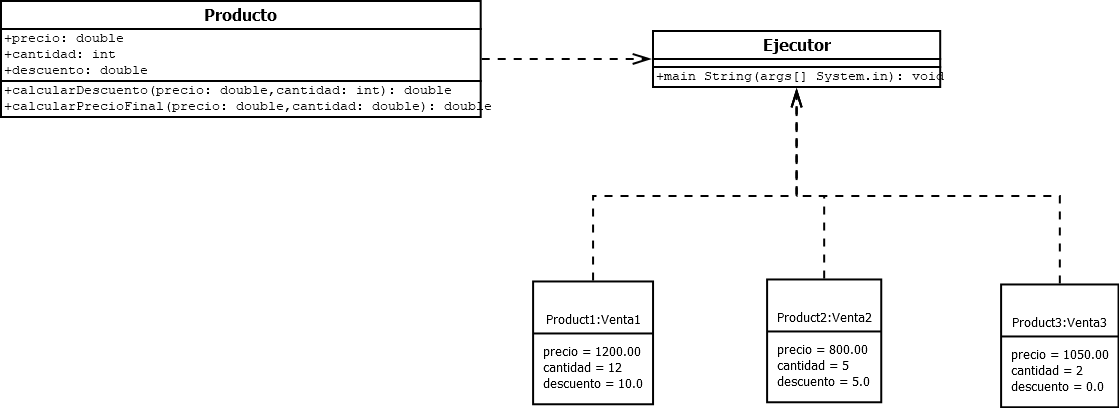 Producto
+precio: double
+cantidad: int
+descuento: double
+calcularDescuento(precio: double,cantidad: int): double
+calcularPrecioFinal(precio: double,cantidad: double): double
Ejecutor
+main String(args[] System.in): void
Product1:Venta1
precio = 1200.00
cantidad = 12
descuento = 10.0
Product2:Venta2
precio = 800.00
cantidad = 5
descuento = 5.0
Product3:Venta3
precio = 1050.00
cantidad = 2
descuento = 0.0